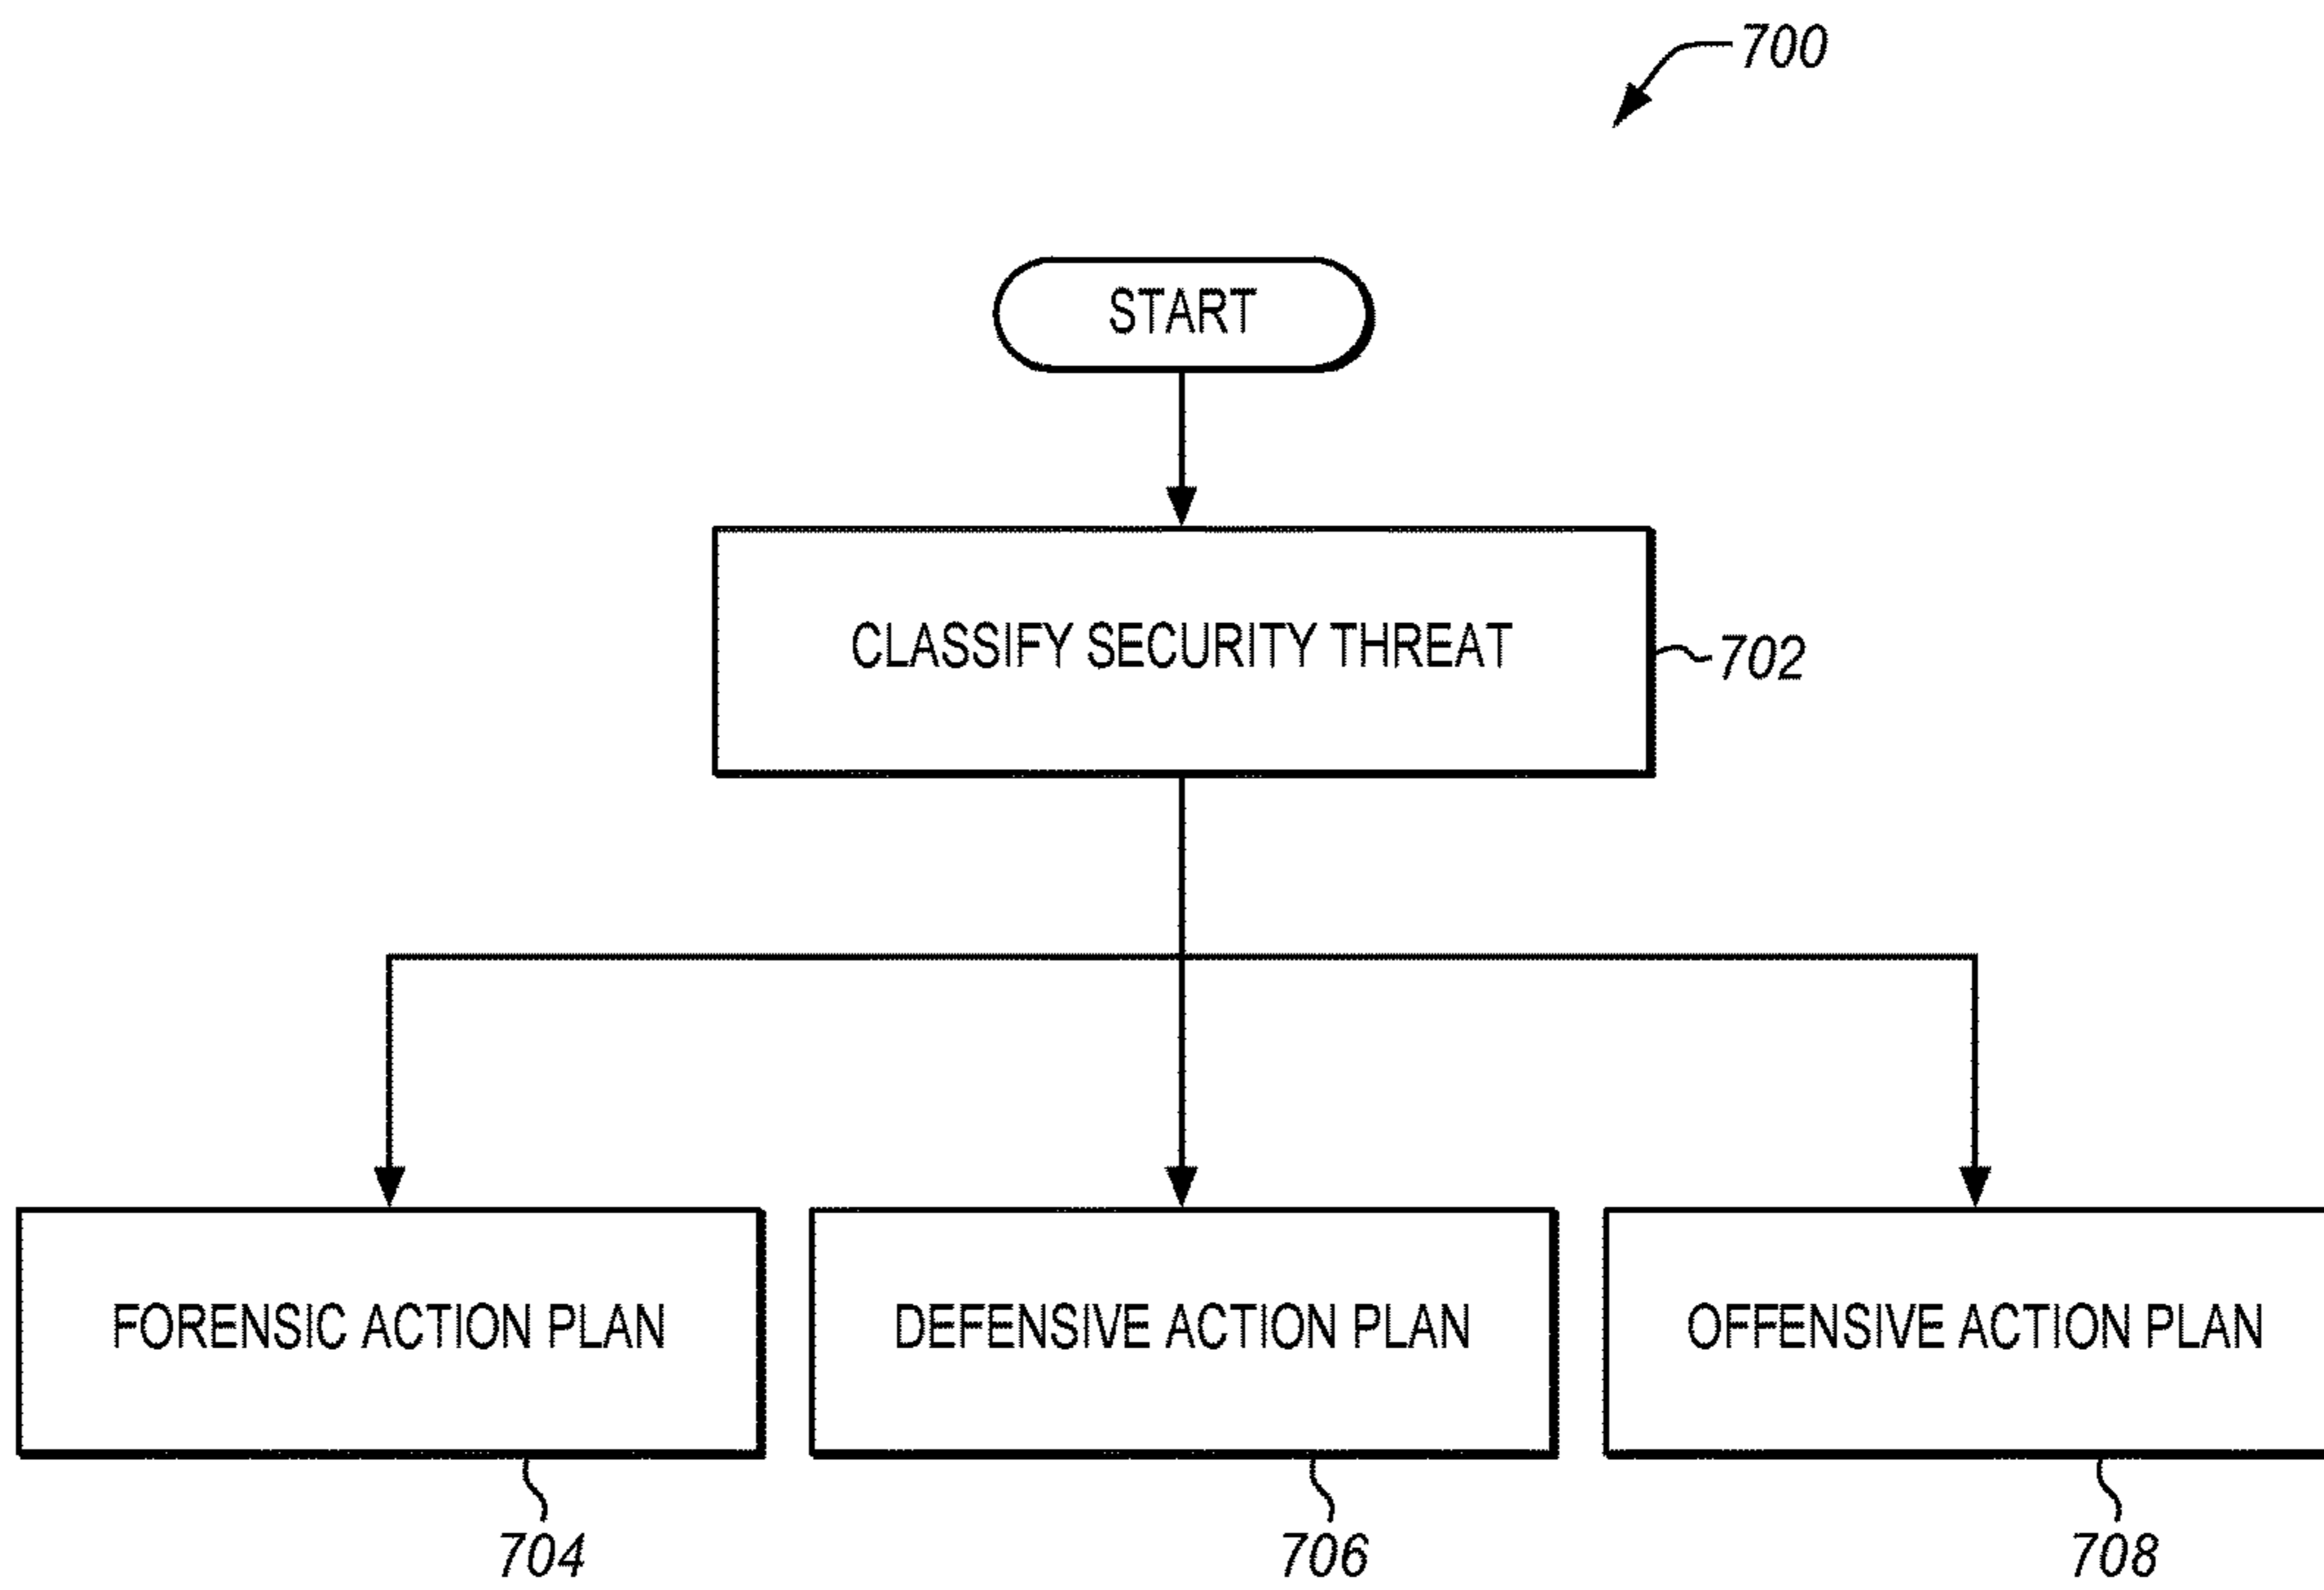 700
START
CLASSIFY SECURITY THREAT
702
FORENSIC ACTION PLAN
DEFENSIVE ACTION PLAN
OFFENSIVE ACTION PLAN
704
706
708